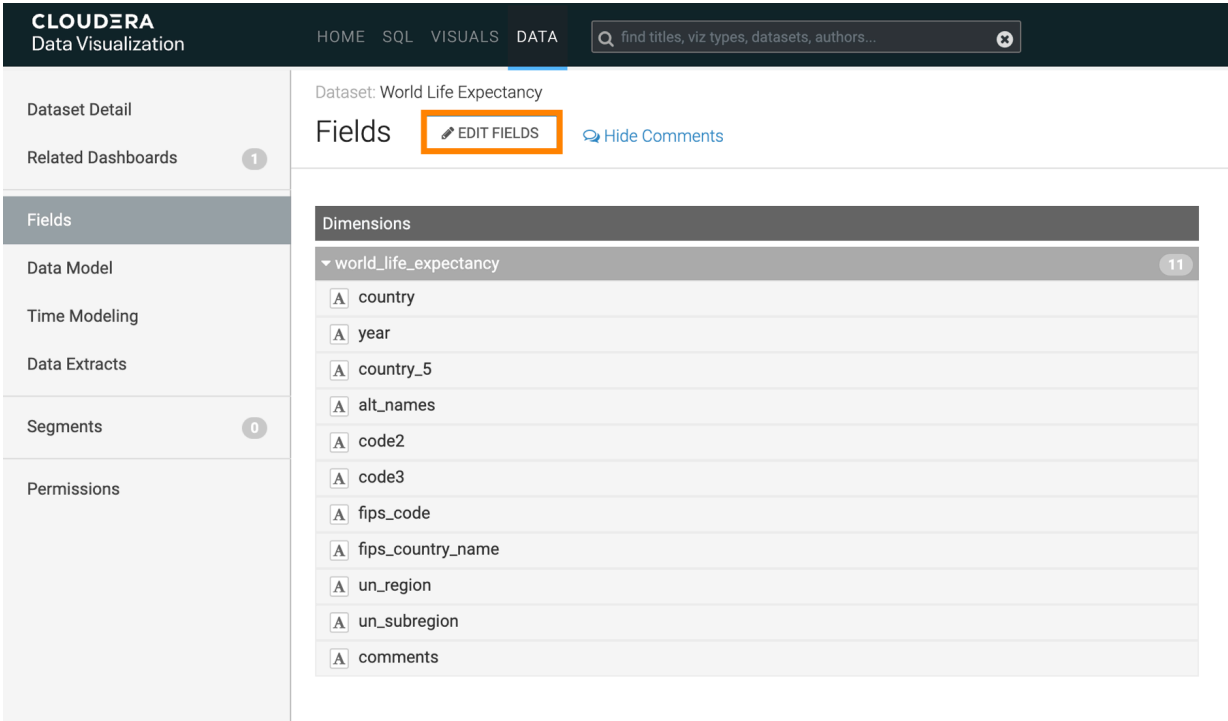 CLOUDERA
Data Visualization
HOME SQL VISUALS DATA
find titles, viz types, datasets, authors...
Dataset Detail
Related Dashboards 1
Fields
Data Model
Time Modeling
Data Extracts
Segments 0
Permissions
Dataset: World Life Expectancy
Fields EDIT FIELDS Hide Comments
Dimensions
world_life_expectancy 11
A country
A year
A country_5
A alt_names
A code2
A code3
A fips_code
A fips_country_name
A un_region
A un_subregion
A comments